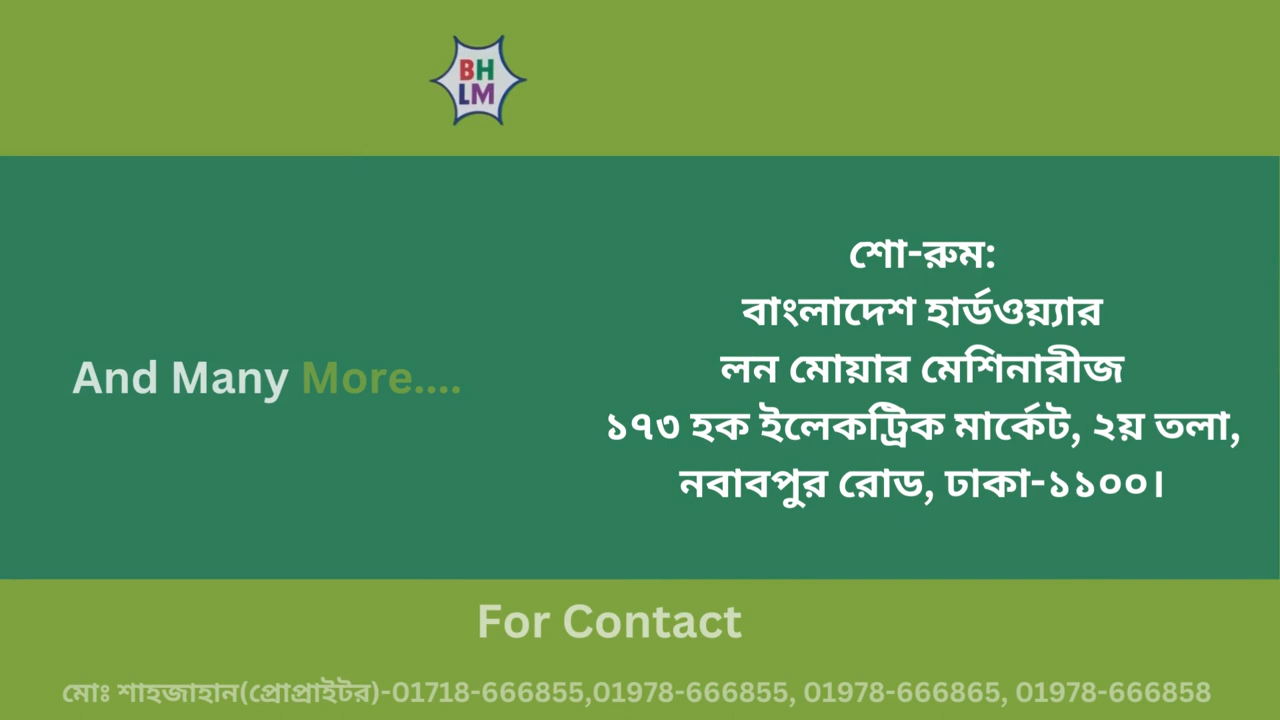 BH
LM
And Many More....
শো-রুম:
বাংলাদেশ হার্ডওয়্যার
লন মোয়ার মেশিনারীজ
১৭৩ হক ইলেকট্রিক মার্কেট, ২য় তলা,
নবাবপুর রোড, ঢাকা-১১০০।
For Contact
মোঃ শাহজাহান(প্রোপ্রাইটর)-01718-666855,01978-666855, 01978-666865, 01978-666858